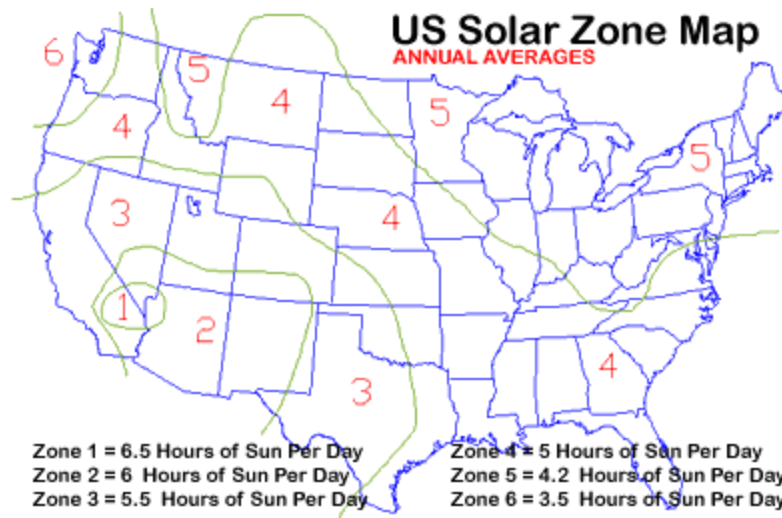 US Solar Zone Map
ANNUAL AVERAGES
6
5
4
5
4
5
3
4
1
2
3
4
Zone 1 = 6.5 Hours of Sun Per Day
Zone 2 = 6 Hours of Sun Per Day
Zone 3 = 5.5 Hours of Sun Per Day
Zone 4 = 5 Hours of Sun Per Day
Zone 5 = 4.2 Hours of Sun Per Day
Zone 6 = 3.5 Hours of Sun Per Day